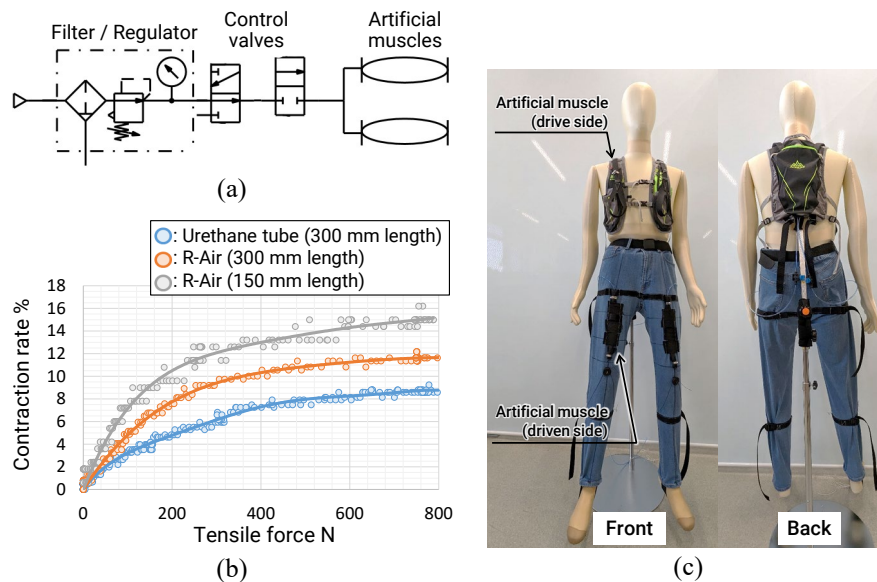 Filter / Regulator
Control
valves
Artificial
muscles
(a)
: Urethane tube (300 mm length)
: R-Air (300 mm length)
: R-Air (150 mm length)
Contraction rate %
18
16
14
12
10
8
6
4
2
0
0
200
400
600
800
Tensile force N
(b)
Artificial muscle
(drive side)
Artificial muscle
(driven side)
Front
Back
(c)